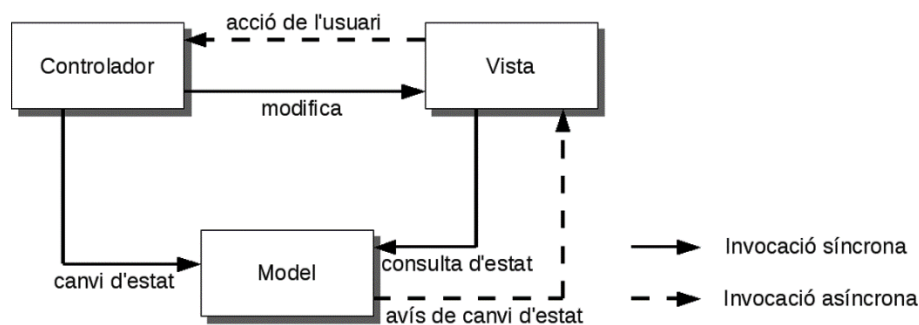 acció de l'usuari
Controlador
Vista
modifica
Model
canvi d'estat
consulta d'estat
avís de canvi d'estat
Invocació síncrona
Invocació asíncrona